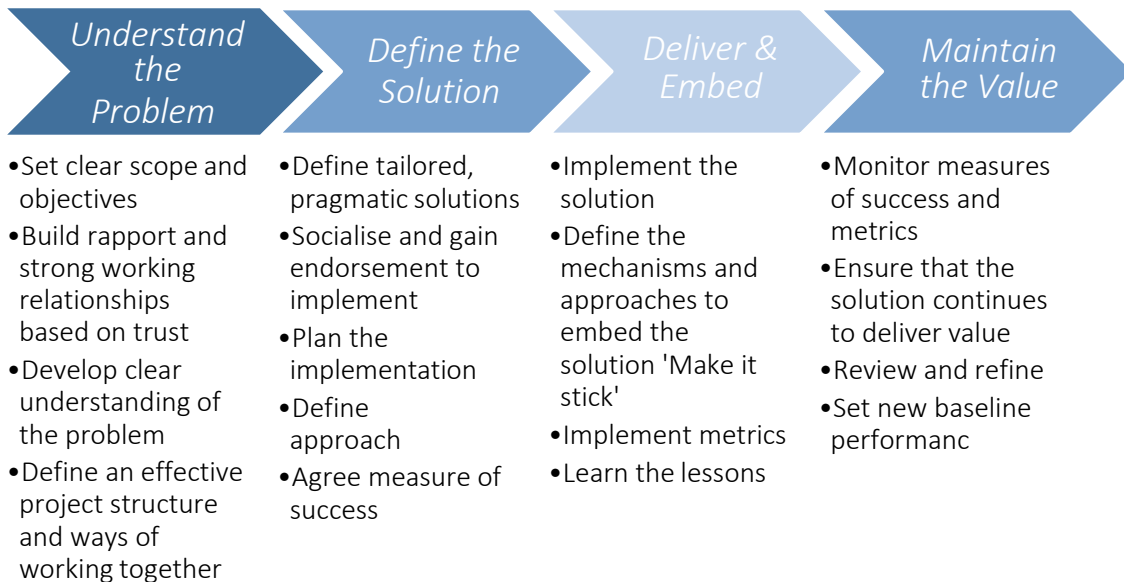 Understand
the
Problem
•Set clear scope and
objectives
•Build rapport and
strong working
relationships
based on trust
•Develop clear
understanding of
the problem
•Define an effective
project structure
and ways of
working together
Define the
Solution
•Define tailored,
pragmatic solutions
•Socialise and gain
endorsement to
implement
•Plan the
implementation
•Define
approach
•Agree measure of
success
Deliver &
Embed
•Implement the
solution
•Define the
mechanisms and
approaches to
embed the
solution 'Make it
stick'
•Implement metrics
•Learn the lessons
Maintain
the Value
•Monitor measures
of success and
metrics
•Ensure that the
solution continues
to deliver value
•Review and refine
•Set new baseline
performanc